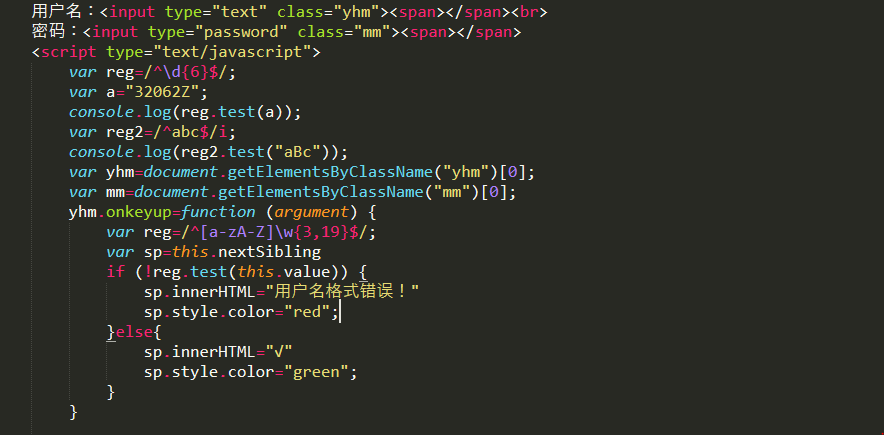 用户名：<input type="text" class="yhm"><span></span><br>
密码：<input type="password" class="mm"><span></span>
<script type="text/javascript">
    var reg=/^\d{6}$/;
    var a="32062Z";
    console.log(reg.test(a));
    var reg2=/^abc$/i;
    console.log(reg2.test("aBc"));
    var yhm=document.getElementsByClassName("yhm")[0];
    var mm=document.getElementsByClassName("mm")[0];
    yhm.onkeyup=function (argument) {
        var reg=/^[a-zA-Z]\w{3,19}$/;
        var sp=this.nextSibling
        if (!reg.test(this.value)) {
            sp.innerHTML="用户名格式错误！"
            sp.style.color="red";
        }else{
            sp.innerHTML="√"
            sp.style.color="green";
        }
    }